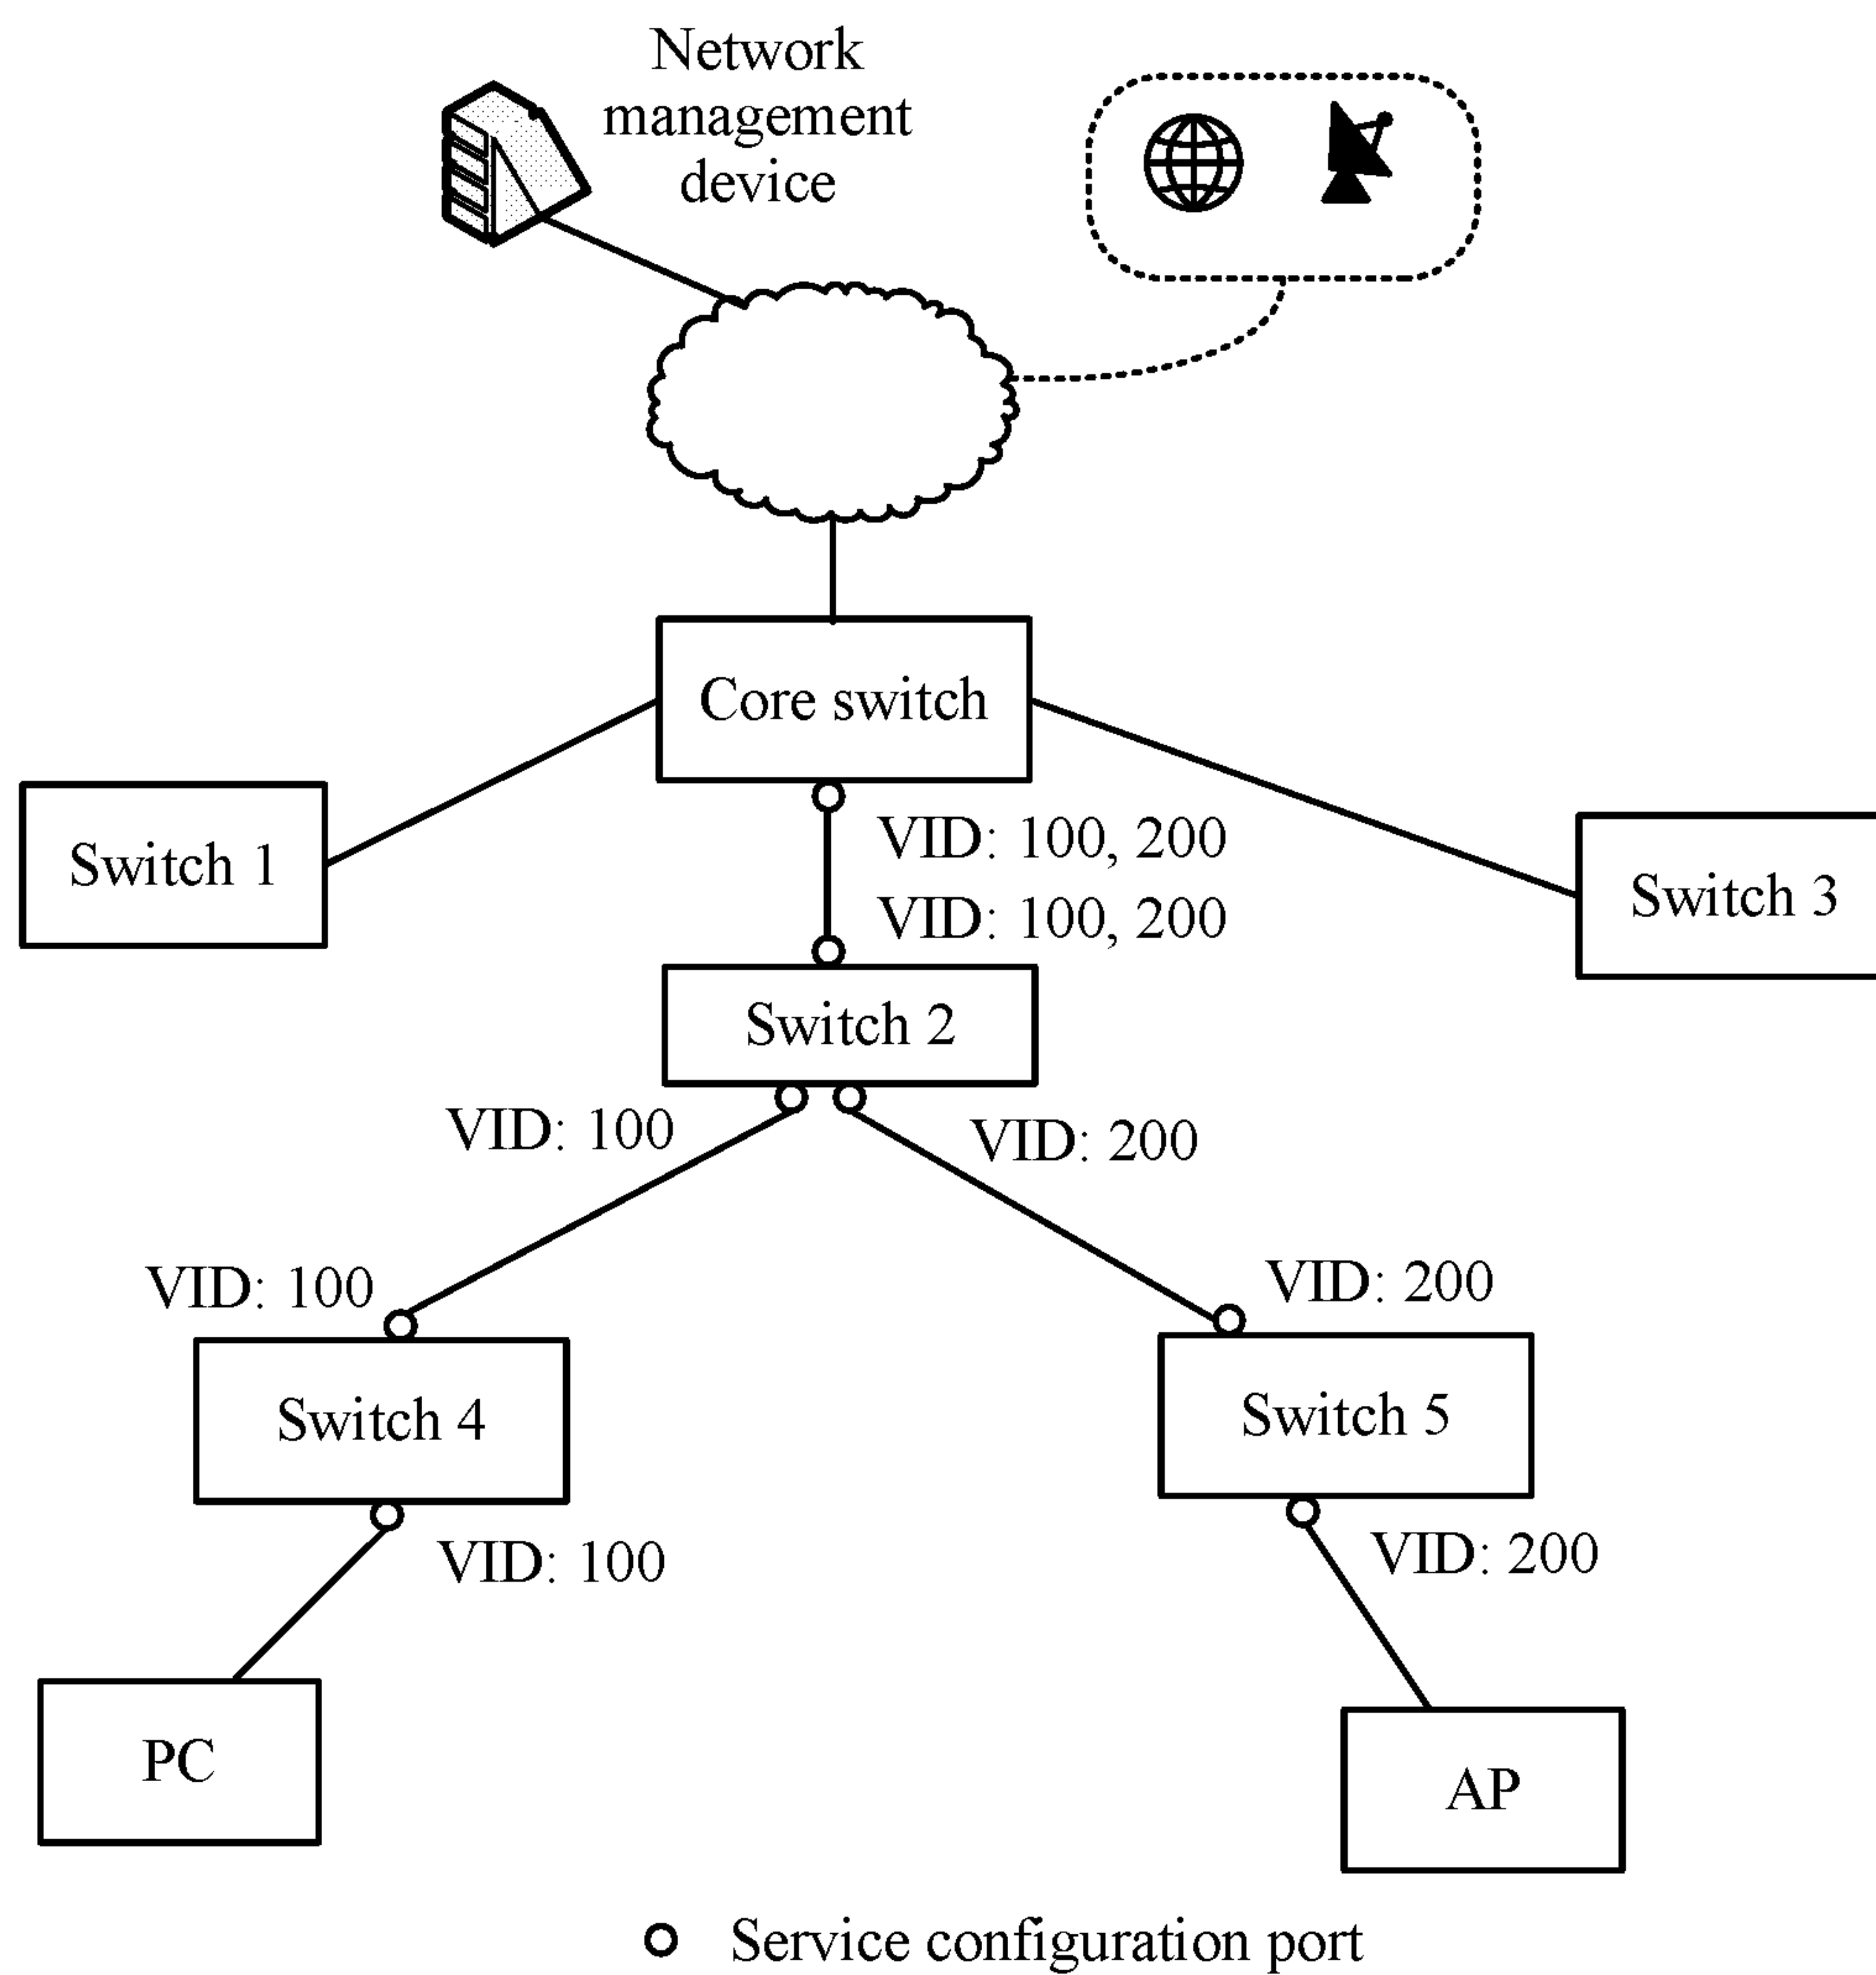 Network
management
device
Core switch
VID: 100, 200
Switch 1
Switch 3
VID: 100, 200
Switch 2
VID: 100
VID: 200
VID: 100
VID: 200
Switch 4
Switch 5
VID: 100
VID: 200
PC
AP
Service configuration port